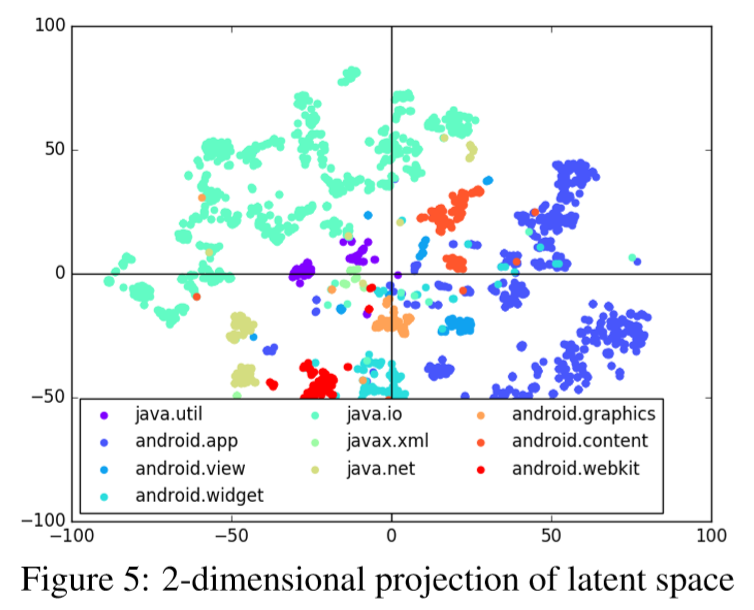 100
50
0
−50
−100
−100 −50 0 50 100
java.util java.io android.graphics
android.app javax.xml android.content
android.view java.net android.webkit
android.widget
Figure 5: 2-dimensional projection of latent space